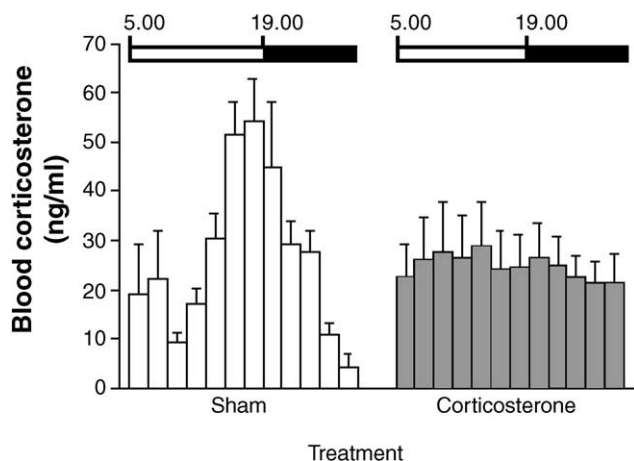 5.00 19.00 5.00 19.00
70
60
50
40
30
20
10
0
Blood corticosterone
(ng/ml)
Sham Corticosterone
Treatment